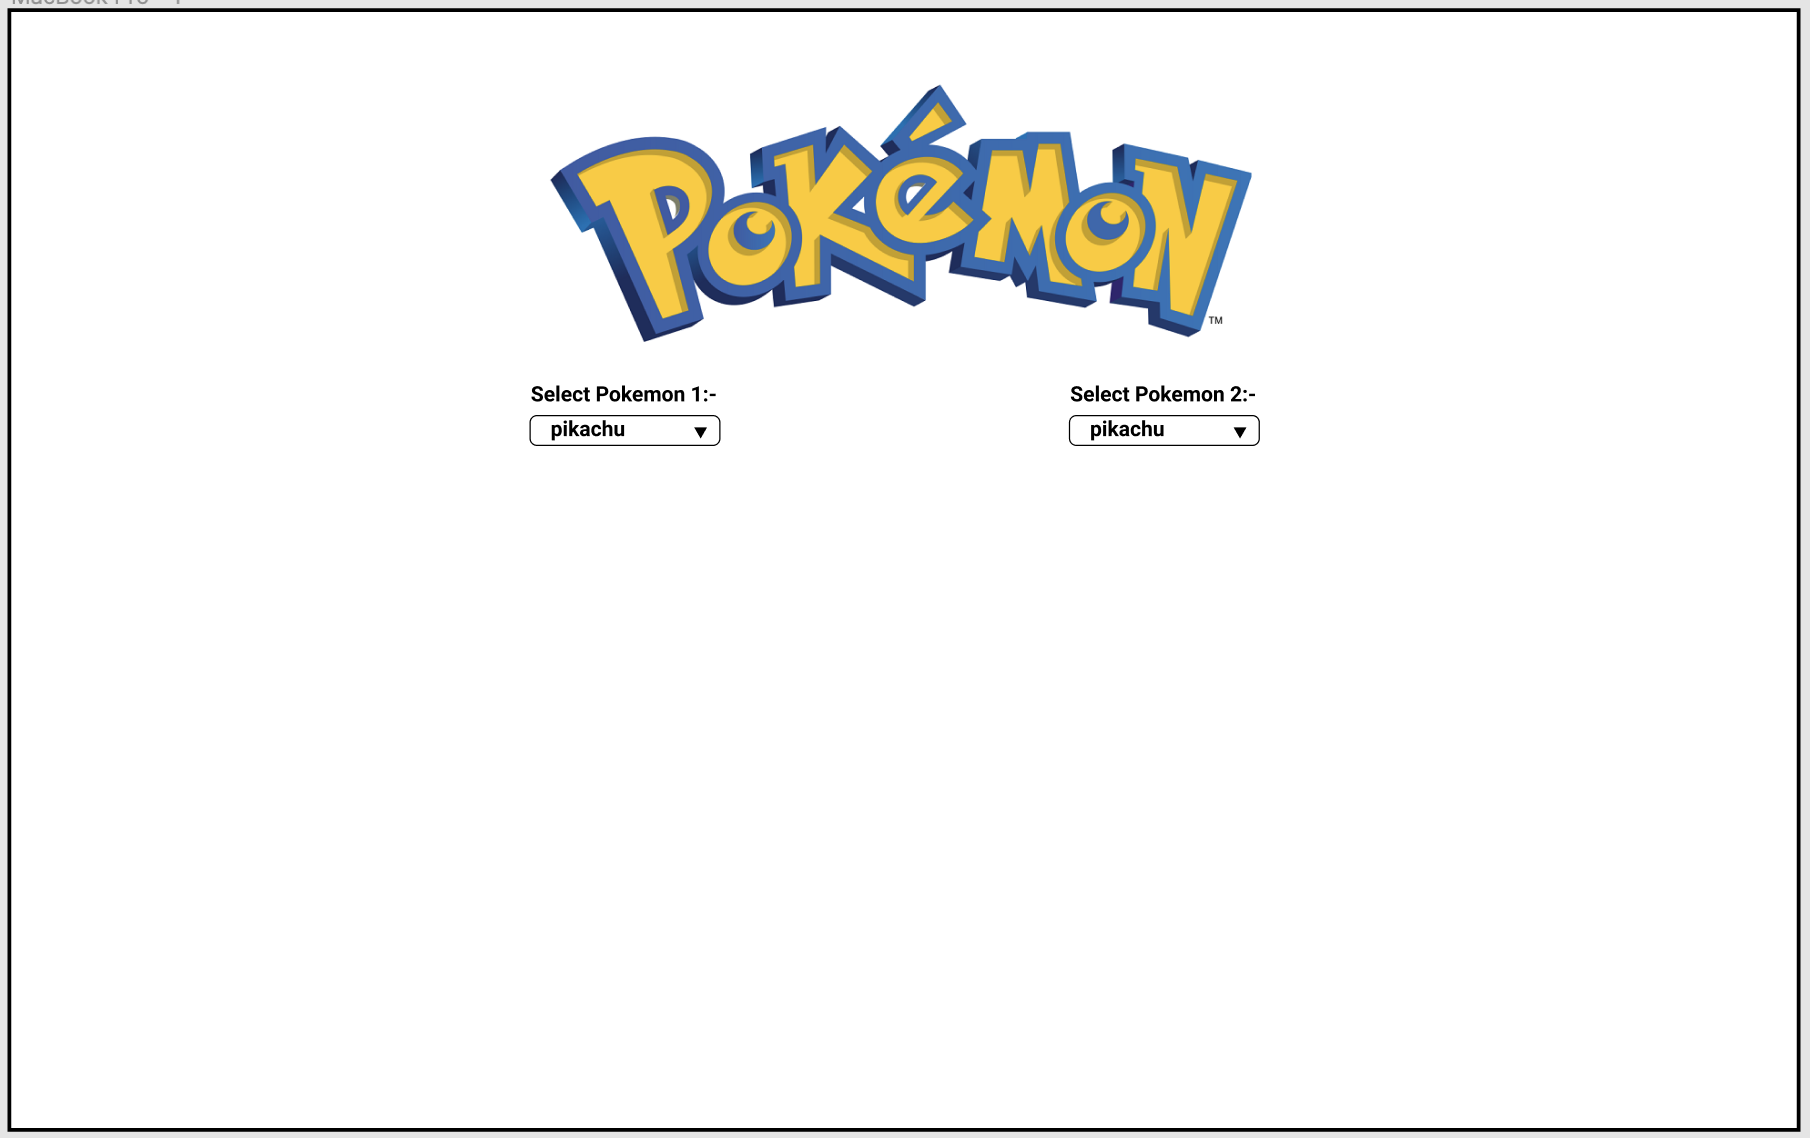 POKéMON
TM
Select Pokemon 1:-
Select Pokemon 2:-
pikachu
pikachu